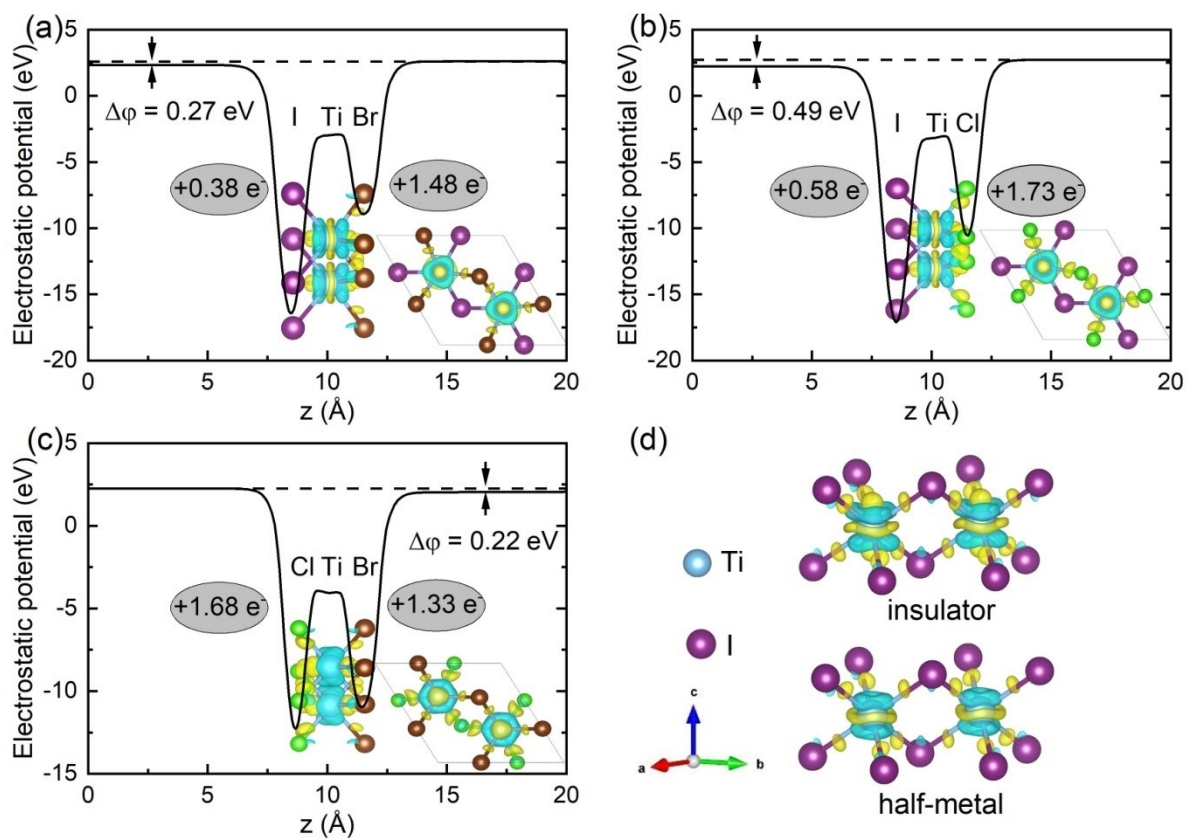 (a)
5
0
-5
-10
-15
-20
Electrostatic potential (eV)
Δφ = 0.27 eV
I Ti Br
+0.38 e⁻
+1.48 e⁻
0 5 10 15 20
z (Å)
(b)
5
0
-5
-10
-15
-20
Electrostatic potential (eV)
Δφ = 0.49 eV
I Ti Cl
+0.58 e⁻
+1.73 e⁻
0 5 10 15 20
z (Å)
(c)
5
0
-5
-10
-15
Electrostatic potential (eV)
Δφ = 0.22 eV
Cl Ti Br
+1.68 e⁻
+1.33 e⁻
0 5 10 15 20
z (Å)
(d)
Ti
insulator
I
c
a b
half-metal